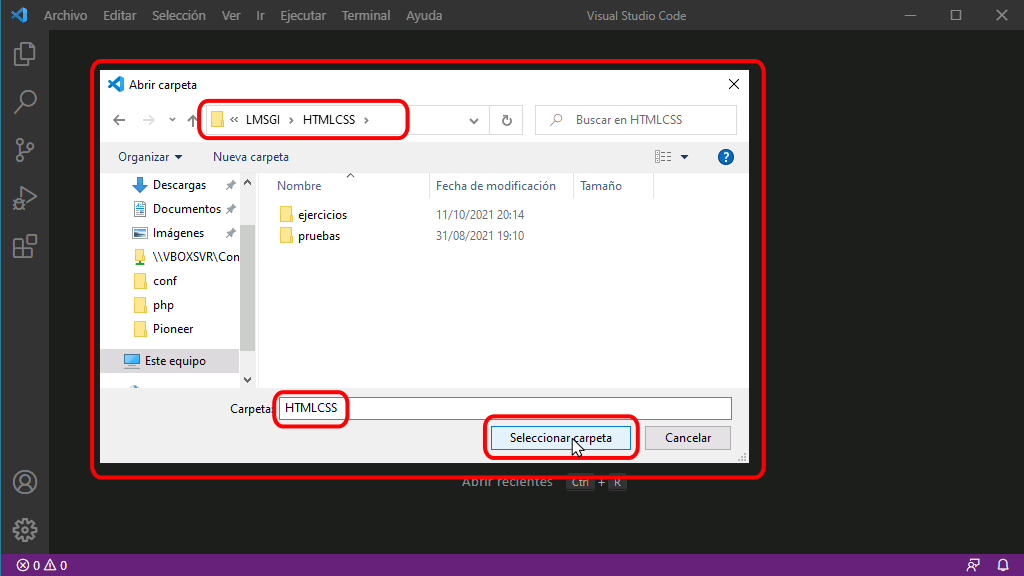 Archivo Editar Selección Ver Ir Ejecutar Terminal Ayuda Visual Studio Code
Abrir carpeta
« LMSGI › HTMLCSS › Buscar en HTMLCSS
Organizar Nueva carpeta ?
Nombre Fecha de modificación Tamaño
Descargas
Documentos
Imágenes
\\VBOXSVR\Con
conf
php
Pioneer
Este equipo
ejercicios 11/10/2021 20:14
pruebas 31/08/2021 19:10
Carpeta: HTMLCSS
Seleccionar carpeta Cancelar
Abrir recientes Ctrl + R
0 0